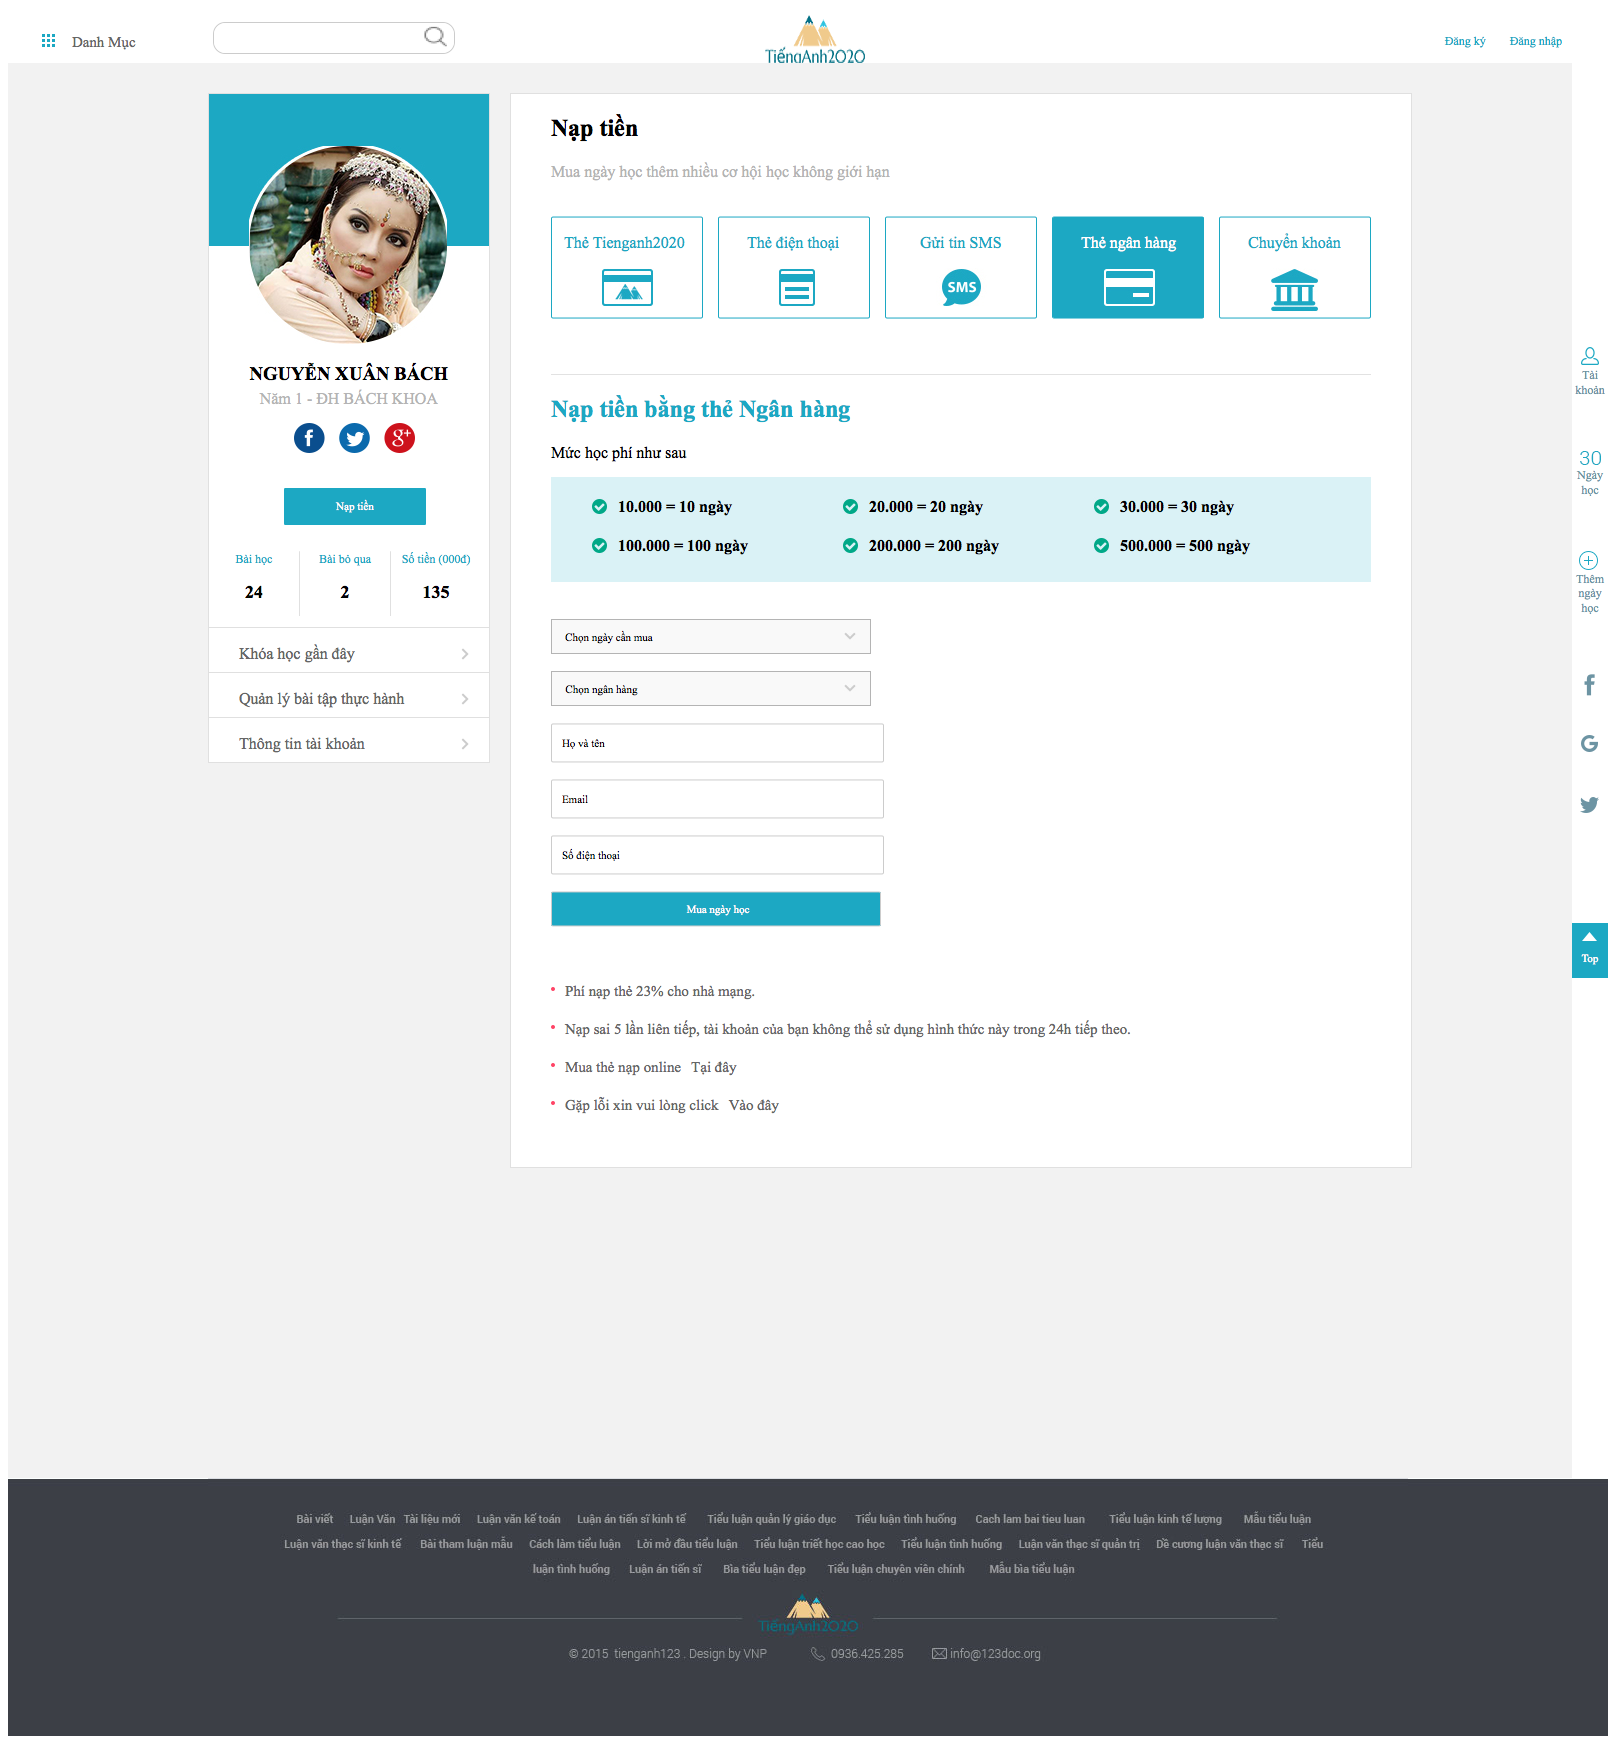 Danh Mục
TiếngAnh2020
Đăng ký Đăng nhập
NGUYỄN XUÂN BÁCH
Năm 1 - ĐH BÁCH KHOA
Nạp tiền
Bài học Bài bỏ qua Số tiền (000đ)
24 2 135
Khóa học gần đây
Quản lý bài tập thực hành
Thông tin tài khoản
Nạp tiền
Mua ngày học thêm nhiều cơ hội học không giới hạn
Thẻ Tienganh2020 Thẻ điện thoại Gửi tin SMS Thẻ ngân hàng Chuyển khoản
SMS
Nạp tiền bằng thẻ Ngân hàng
Mức học phí như sau
10.000 = 10 ngày 20.000 = 20 ngày 30.000 = 30 ngày
100.000 = 100 ngày 200.000 = 200 ngày 500.000 = 500 ngày
Chọn ngày cần mua
Chọn ngân hàng
Họ và tên
Email
Số điện thoại
Mua ngày học
Phí nạp thẻ 23% cho nhà mạng.
Nạp sai 5 lần liên tiếp, tài khoản của bạn không thể sử dụng hình thức này trong 24h tiếp theo.
Mua thẻ nạp online Tại đây
Gặp lỗi xin vui lòng click Vào đây
Tài
khoản
30
Ngày
học
Thêm
ngày
học
Top
Bài viết Luận Văn Tài liệu mới Luận văn kế toán Luận án tiến sĩ kinh tế Tiểu luận quản lý giáo dục Tiểu luận tình huống Cach lam bai tieu luan Tiểu luận kinh tế lượng Mẫu tiểu luận
Luận văn thạc sĩ kinh tế Bài tham luận mẫu Cách làm tiểu luận Lời mở đầu tiểu luận Tiểu luận triết học cao học Tiểu luận tình huống Luận văn thạc sĩ quản trị Dề cương luận văn thạc sĩ Tiểu
luận tình huống Luận án tiến sĩ Bìa tiểu luận đẹp Tiểu luận chuyên viên chính Mẫu bìa tiểu luận
TiếngAnh2020
© 2015 tienganh123 . Design by VNP 0936.425.285 info@123doc.org